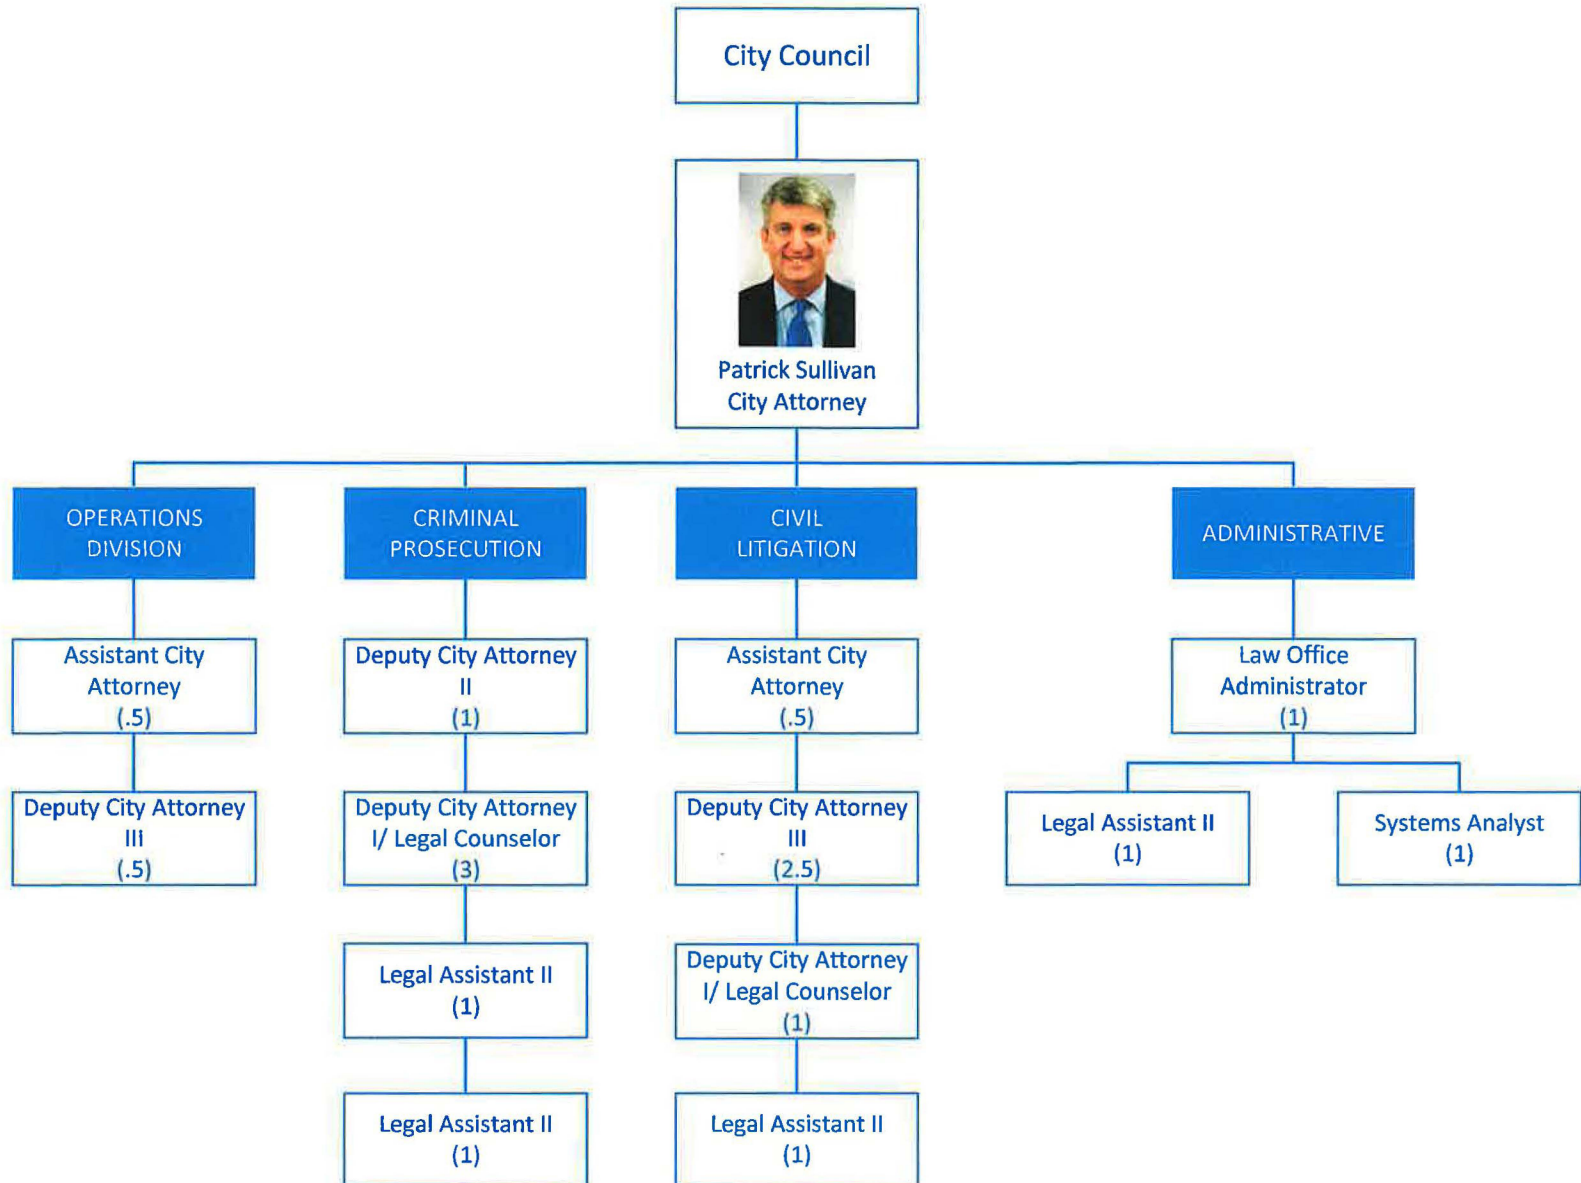 City Council
Patrick Sullivan
City Attorney
OPERATIONS
DIVISION
CRIMINAL
PROSECUTION
CIVIL
LITIGATION
ADMINISTRATIVE
Assistant City
Attorney
(.5)
Deputy City Attorney
II
(1)
Assistant City
Attorney
(.5)
Law Office
Administrator
(1)
Deputy City Attorney
III
(.5)
Deputy City Attorney
I/ Legal Counselor
(3)
Deputy City Attorney
III
(2.5)
Legal Assistant II
(1)
Systems Analyst
(1)
Legal Assistant II
(1)
Deputy City Attorney
I/ Legal Counselor
(1)
Legal Assistant II
(1)
Legal Assistant II
(1)